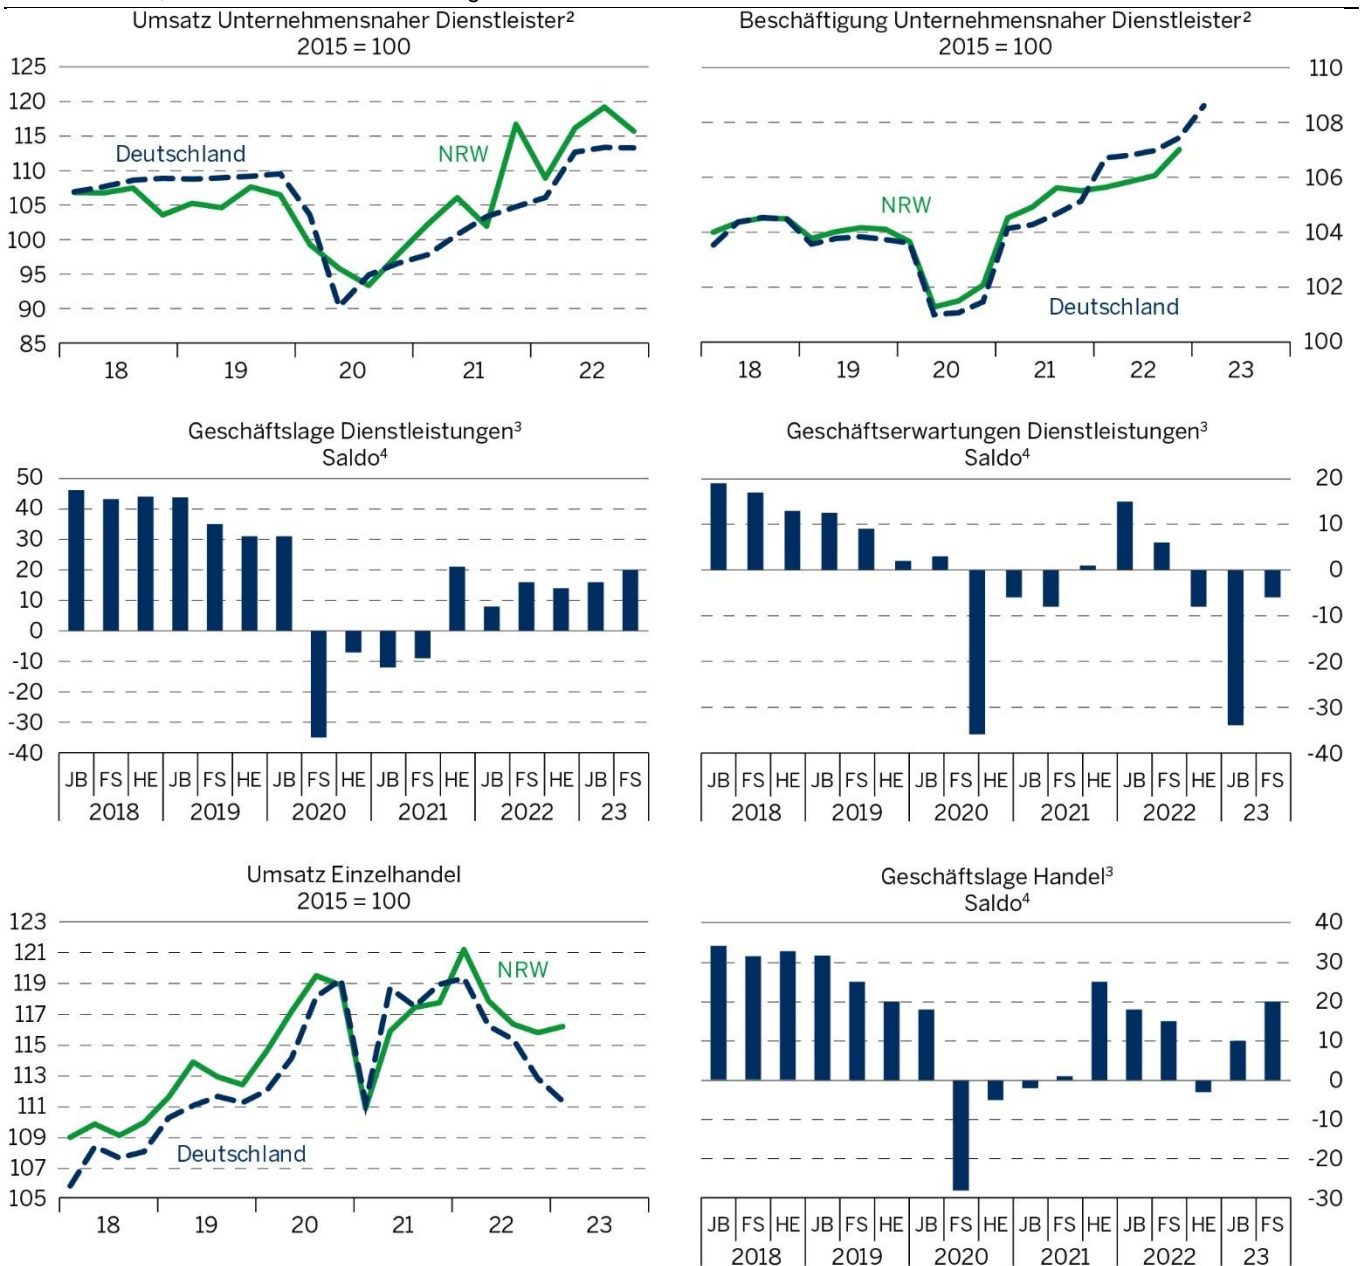 Umsatz Unternehmensnaher Dienstleister²
2015 = 100
125
120
115
110
105
100
95
90
85
Deutschland
NRW
18 19 20 21 22
Beschäftigung Unternehmensnaher Dienstleister²
2015 = 100
110
108
106
104
102
100
NRW
Deutschland
18 19 20 21 22 23
Geschäftslage Dienstleistungen³
Saldo⁴
50
40
30
20
10
0
-10
-20
-30
-40
JB FS HE JB FS HE JB FS HE JB FS HE JB FS HE JB FS
2018 2019 2020 2021 2022 23
Geschäftserwartungen Dienstleistungen³
Saldo⁴
20
10
0
-10
-20
-30
-40
JB FS HE JB FS HE JB FS HE JB FS HE JB FS HE JB FS
2018 2019 2020 2021 2022 23
Umsatz Einzelhandel
2015 = 100
123
121
119
117
115
113
111
109
107
105
NRW
Deutschland
18 19 20 21 22 23
Geschäftslage Handel³
Saldo⁴
40
30
20
10
0
-10
-20
-30
JB FS HE JB FS HE JB FS HE JB FS HE JB FS HE JB FS
2018 2019 2020 2021 2022 23